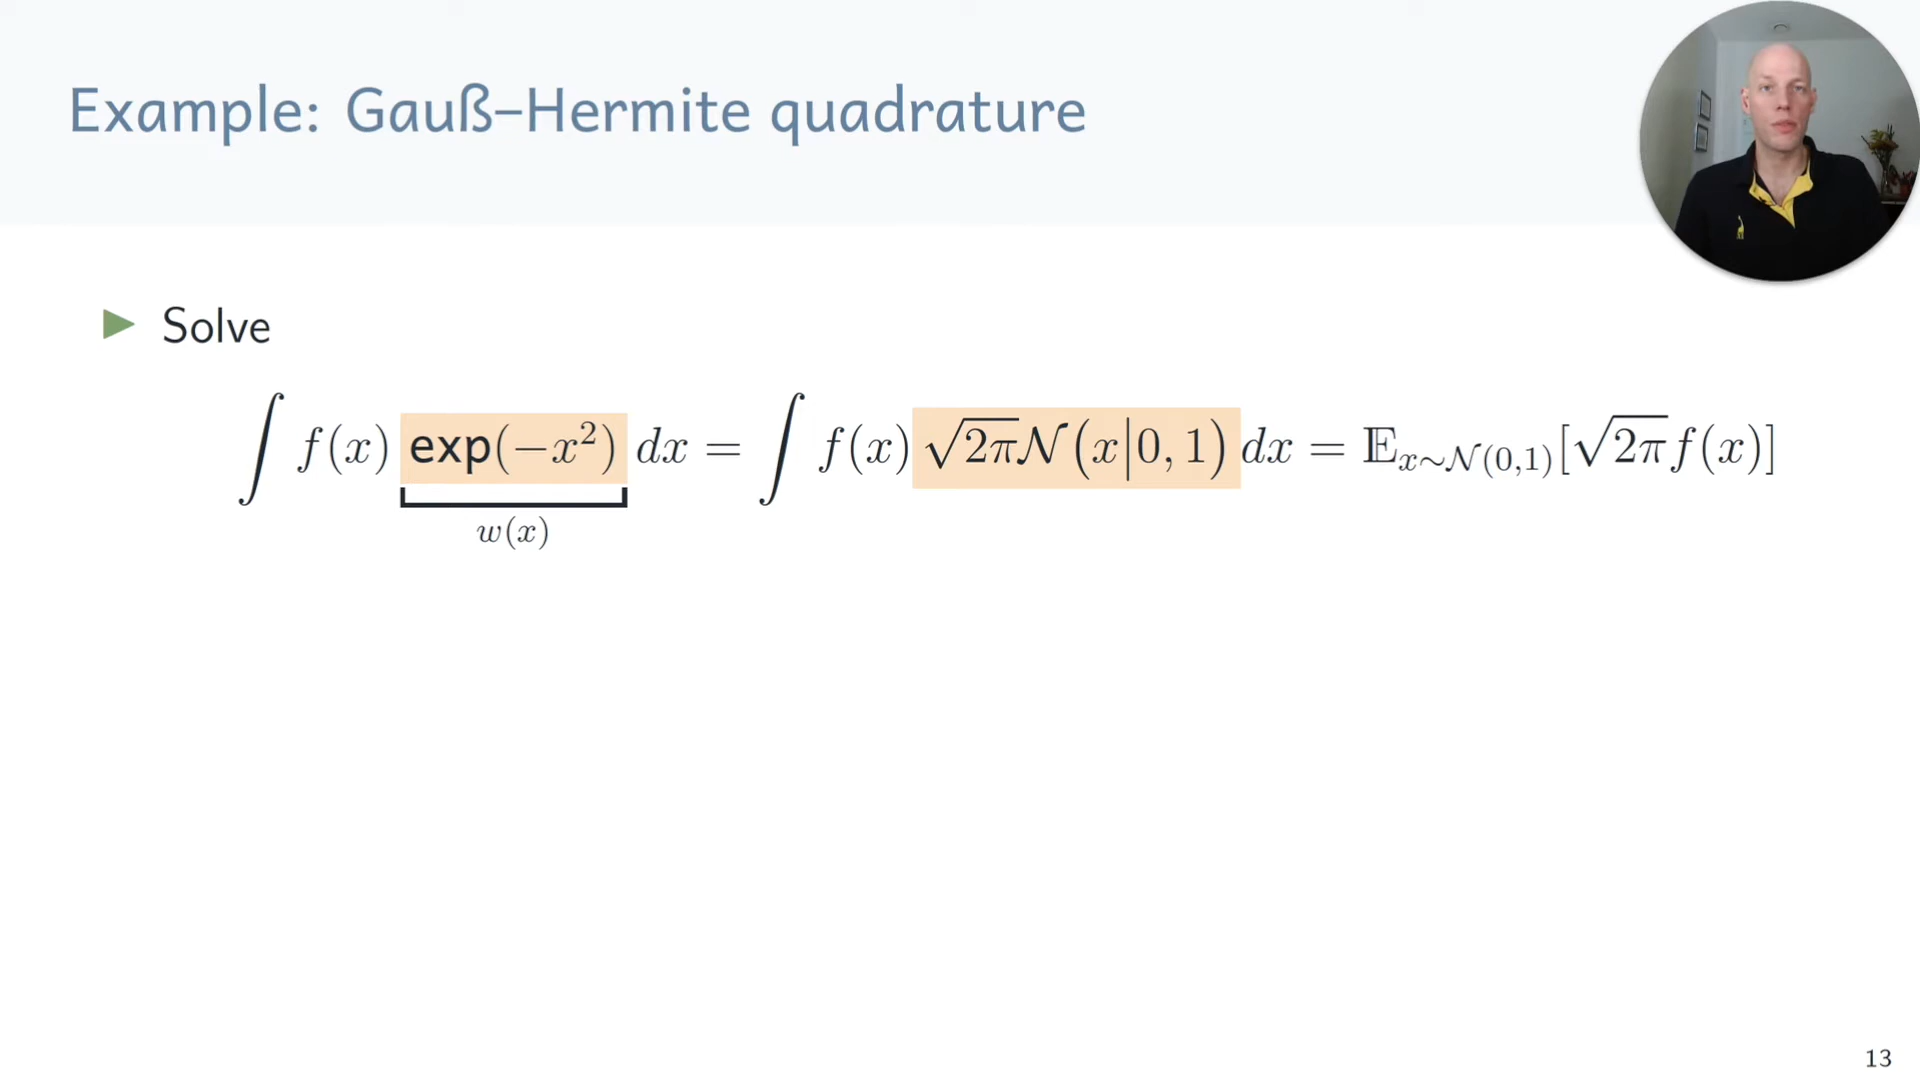 Example: Gauß–Hermite quadrature
▶ Solve
∫ f(x) exp(−x²) dx = ∫ f(x) √2π 𝒩(x|0, 1) dx = 𝔼_{x∼𝒩(0,1)}[√2π f(x)]
w(x)
13